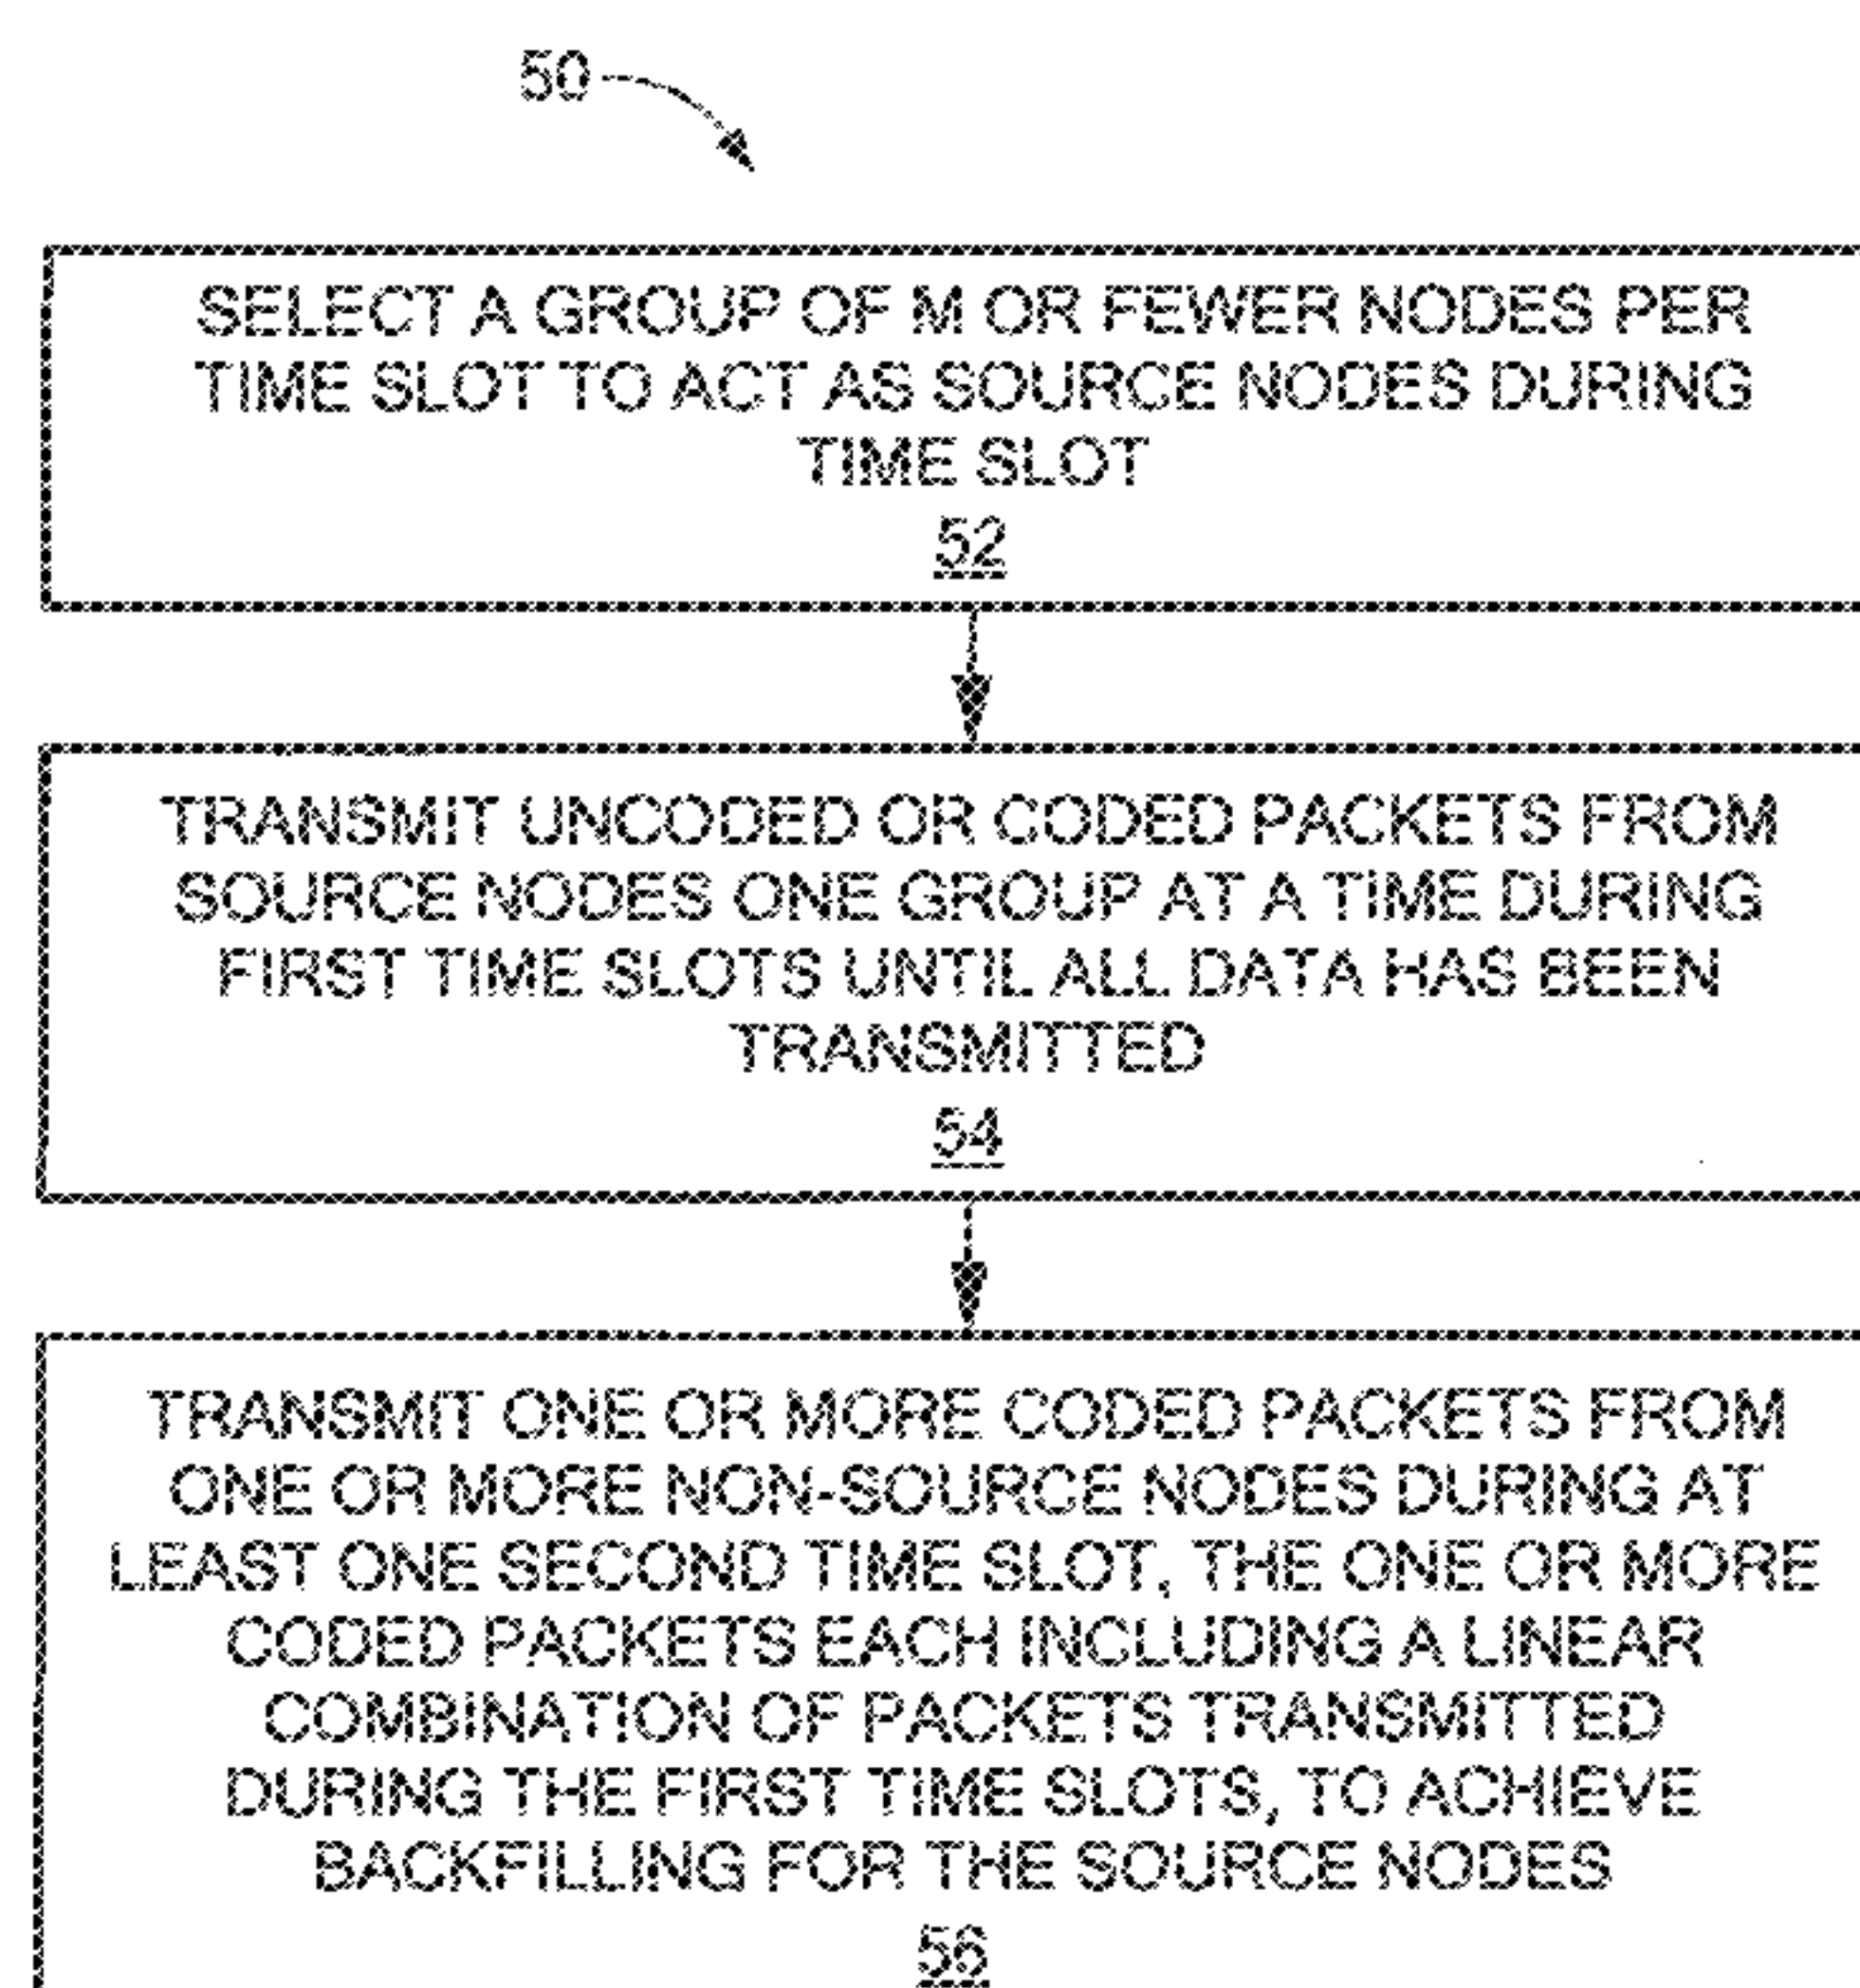 50
SELECT A GROUP OF M OR FEWER NODES PER
TIME SLOT TO ACT AS SOURCE NODES DURING
TIME SLOT
52
TRANSMIT UNCODED OR CODED PACKETS FROM
SOURCE NODES ONE GROUP AT A TIME DURING
FIRST TIME SLOTS UNTIL ALL DATA HAS BEEN
TRANSMITTED
54
TRANSMIT ONE OR MORE CODED PACKETS FROM
ONE OR MORE NON-SOURCE NODES DURING AT
LEAST ONE SECOND TIME SLOT, THE ONE OR MORE
CODED PACKETS EACH INCLUDING A LINEAR
COMBINATION OF PACKETS TRANSMITTED
DURING THE FIRST TIME SLOTS, TO ACHIEVE
BACKFILLING FOR THE SOURCE NODES
56